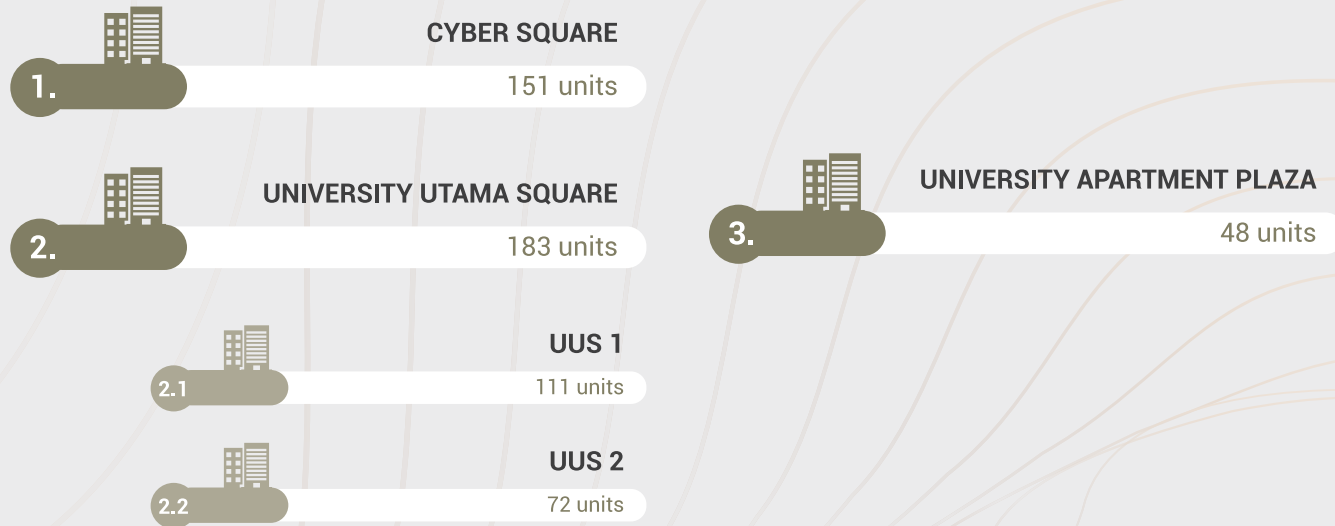 CYBER SQUARE
1.
151 units
UNIVERSITY UTAMA SQUARE
2.
183 units
UUS 1
2.1
111 units
UUS 2
2.2
72 units
UNIVERSITY APARTMENT PLAZA
3.
48 units